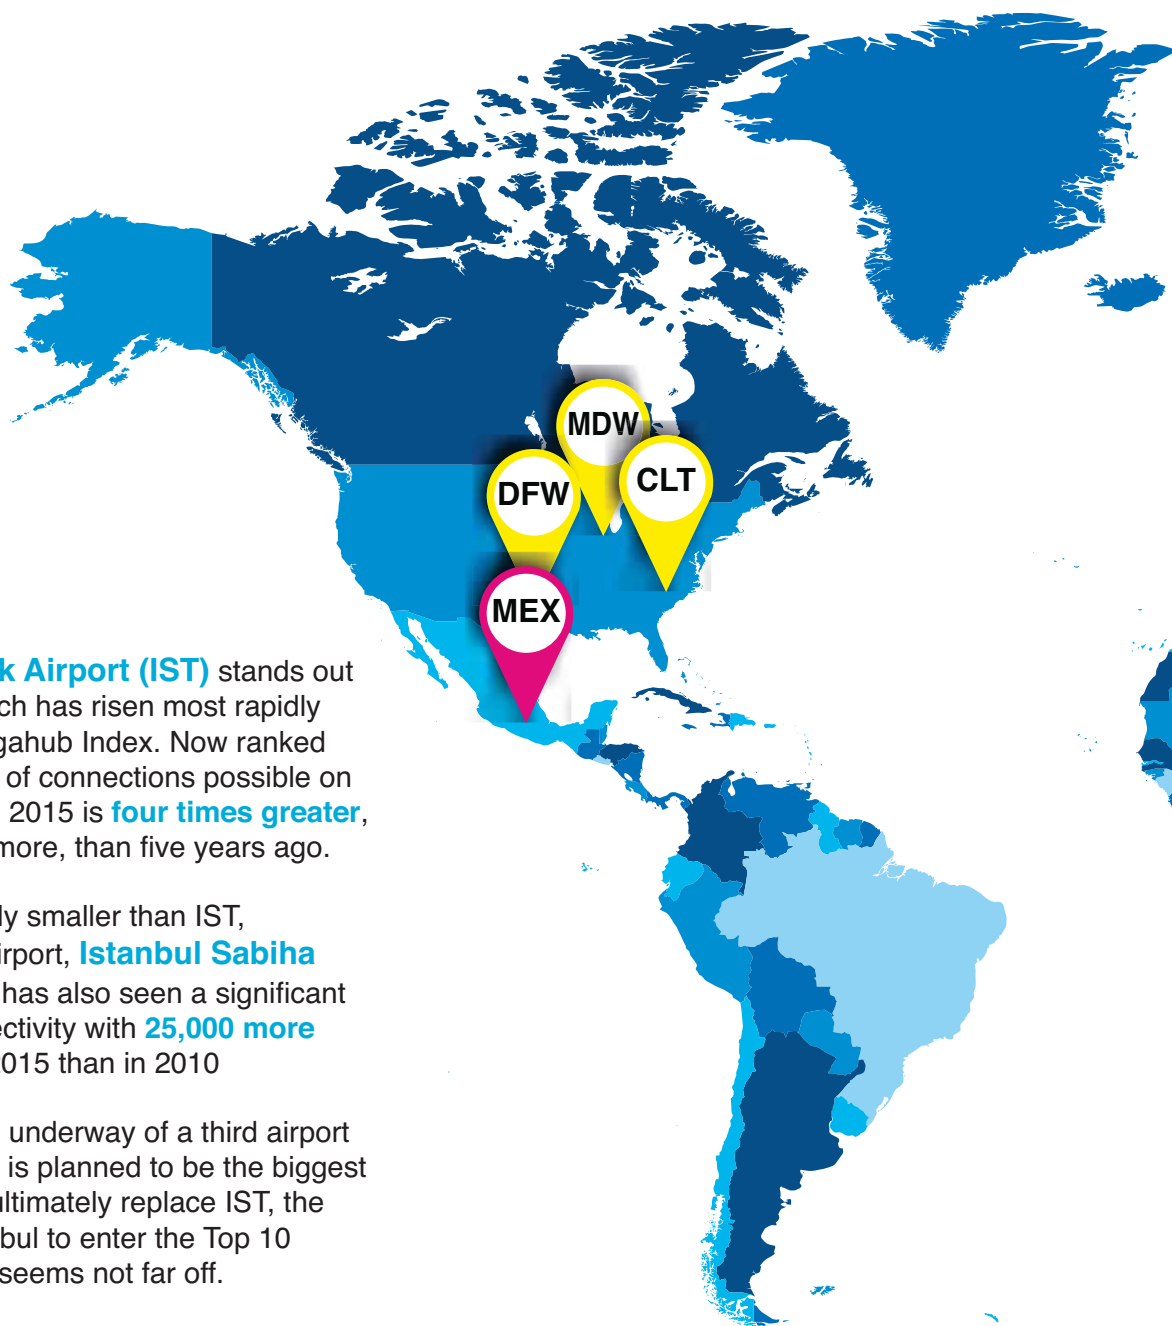 MDW
CLT
DFW
MEX
k Airport (IST) stands out
ch has risen most rapidly
gahub Index. Now ranked
of connections possible on
2015 is four times greater,
more, than five years ago.
ly smaller than IST,
irport, Istanbul Sabiha
has also seen a significant
ectivity with 25,000 more
2015 than in 2010
underway of a third airport
is planned to be the biggest
ultimately replace IST, the
bul to enter the Top 10
seems not far off.